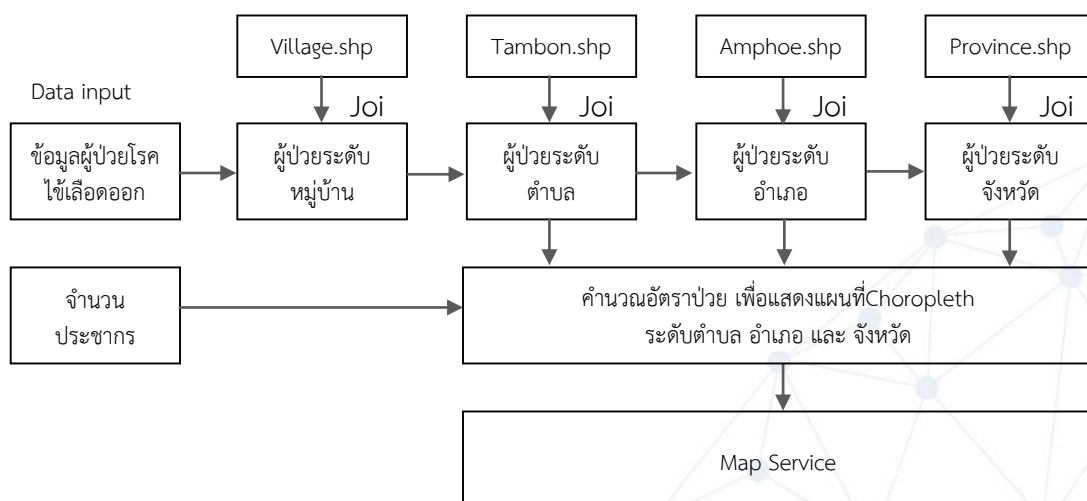 Village.shp
Tambon.shp
Amphoe.shp
Province.shp
Data input
Joi
Joi
Joi
Joi
ข้อมูลผู้ป่วยโรค
ไข้เลือดออก
ผู้ป่วยระดับ
หมู่บ้าน
ผู้ป่วยระดับ
ตำบล
ผู้ป่วยระดับ
อำเภอ
ผู้ป่วยระดับ
จังหวัด
จำนวน
ประชากร
คำนวณอัตราป่วย เพื่อแสดงแผนที่Choropleth
ระดับตำบล อำเภอ และ จังหวัด
Map Service